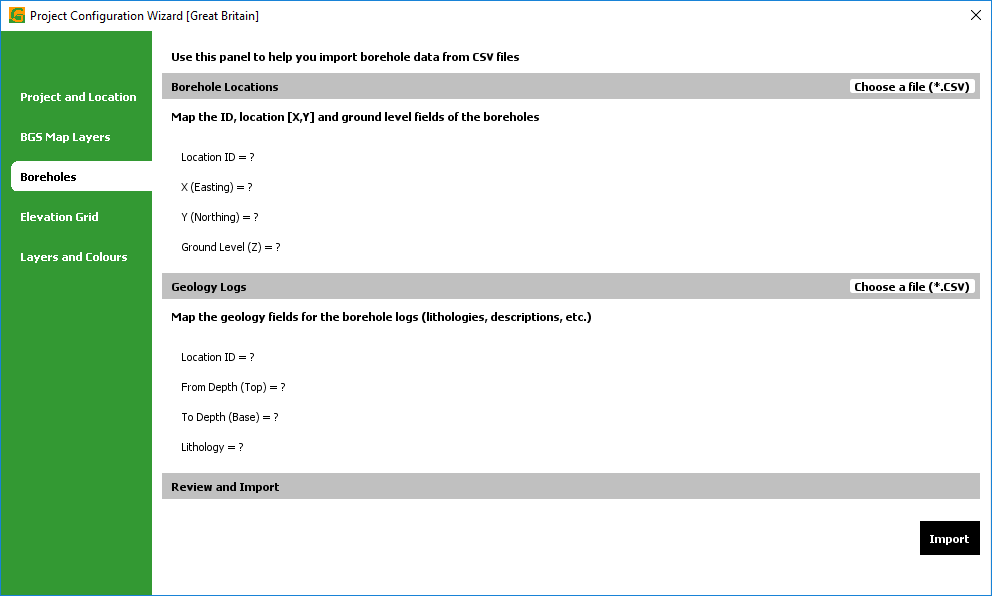 Project Configuration Wizard [Great Britain]
Project and Location
BGS Map Layers
Boreholes
Elevation Grid
Layers and Colours
Use this panel to help you import borehole data from CSV files
Borehole Locations
Choose a file (*.CSV)
Map the ID, location [X,Y] and ground level fields of the boreholes
Location ID = ?
X (Easting) = ?
Y (Northing) = ?
Ground Level (Z) = ?
Geology Logs
Choose a file (*.CSV)
Map the geology fields for the borehole logs (lithologies, descriptions, etc.)
Location ID = ?
From Depth (Top) = ?
To Depth (Base) = ?
Lithology = ?
Review and Import
Import